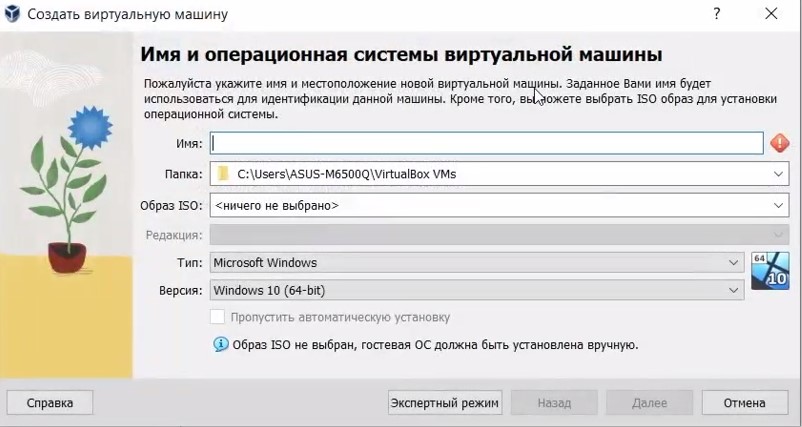 Создать виртуальную машину
?
Имя и операционная системы виртуальной машины
Пожалуйста укажите имя и местоположение новой виртуальной машины. Заданное Вами имя будет
использоваться для идентификации данной машины. Кроме того, вы можете выбрать ISO образ для установки
операционной системы.
Имя:
Папка: C:\Users\ASUS-M6500Q\VirtualBox VMs
Образ ISO: <ничего не выбрано>
Редакция:
Тип: Microsoft Windows
64
10
Версия: Windows 10 (64-bit)
Пропустить автоматическую установку
Образ ISO не выбран, гостевая ОС должна быть установлена вручную.
Справка Экспертный режим Назад Далее Отмена